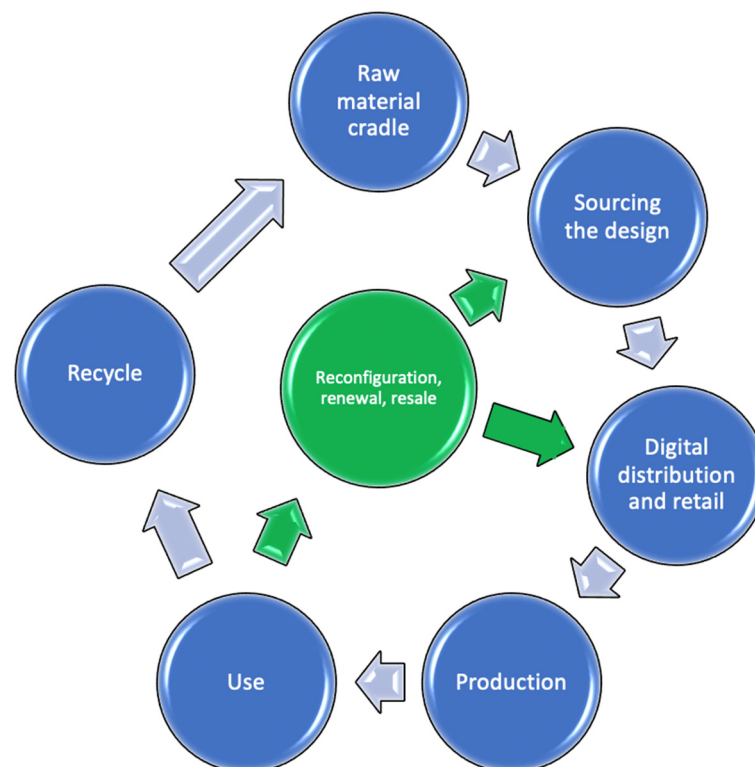 Raw
material
cradle
Sourcing
the design
Digital
distribution
and retail
Production
Use
Recycle
Reconfiguration,
renewal, resale